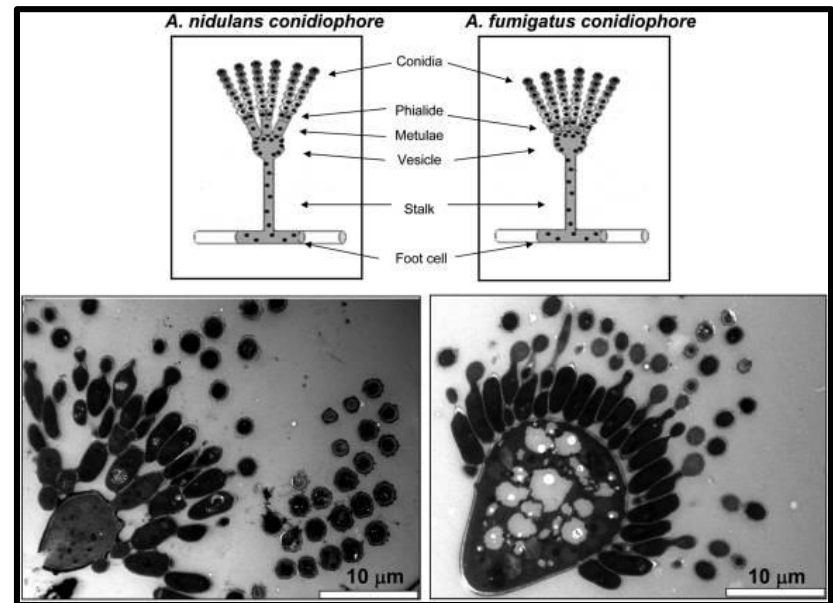 A. nidulans conidiophore
A. fumigatus conidiophore
Conidia
Phialide
Metulae
Vesicle
Stalk
Foot cell
10 μm
10 μm